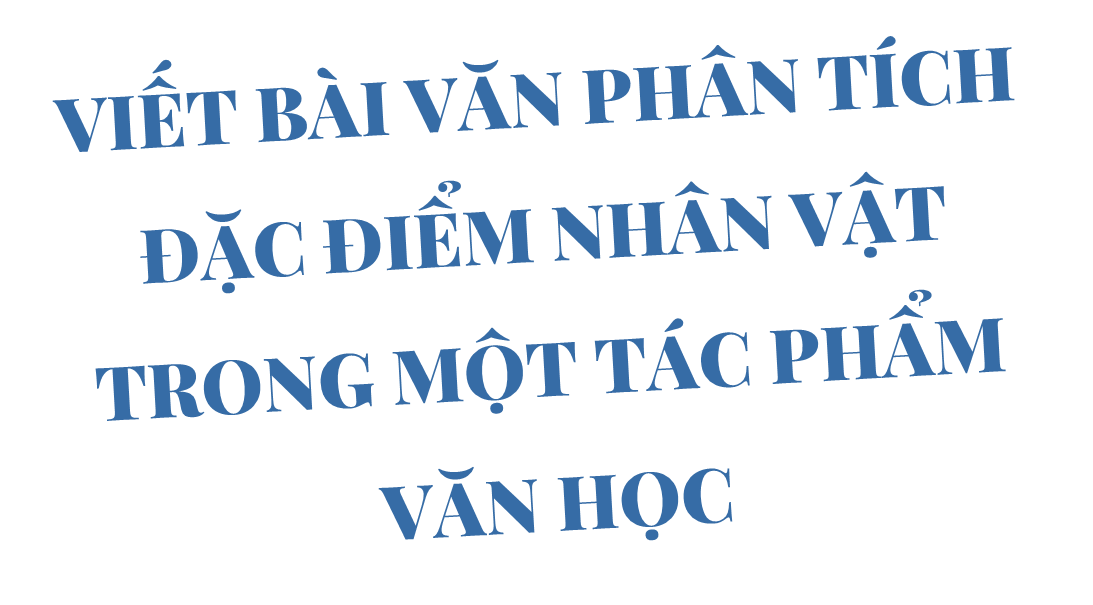 VIẾT BÀI VĂN PHÂN TÍCH
ĐẶC ĐIỂM NHÂN VẬT
TRONG MỘT TÁC PHẨM
VĂN HỌC